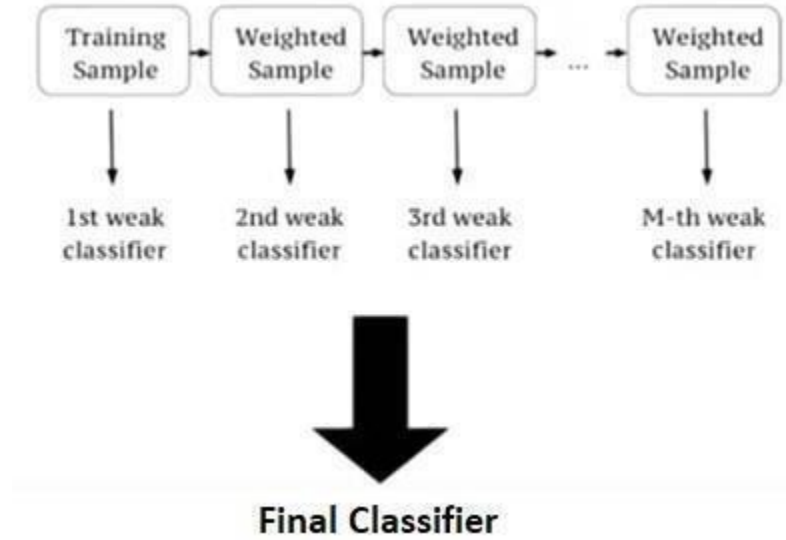 Training
Sample
Weighted
Sample
Weighted
Sample
...
Weighted
Sample
1st weak
classifier
2nd weak
classifier
3rd weak
classifier
M-th weak
classifier
Final Classifier